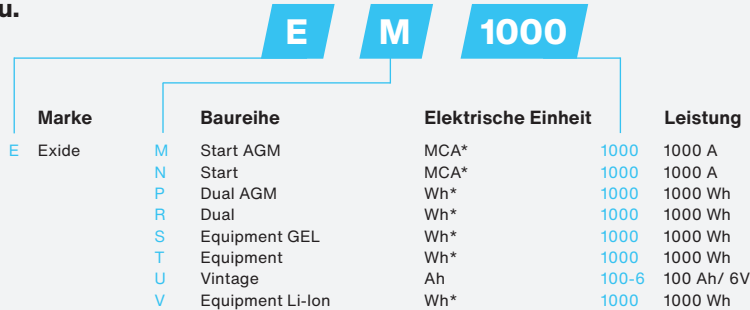 u.
E M 1000
Marke Baureihe Elektrische Einheit Leistung
E Exide M Start AGM MCA* 1000 1000 A
N Start MCA* 1000 1000 A
P Dual AGM Wh* 1000 1000 Wh
R Dual Wh* 1000 1000 Wh
S Equipment GEL Wh* 1000 1000 Wh
T Equipment Wh* 1000 1000 Wh
U Vintage Ah 100-6 100 Ah/ 6V
V Equipment Li-Ion Wh* 1000 1000 Wh